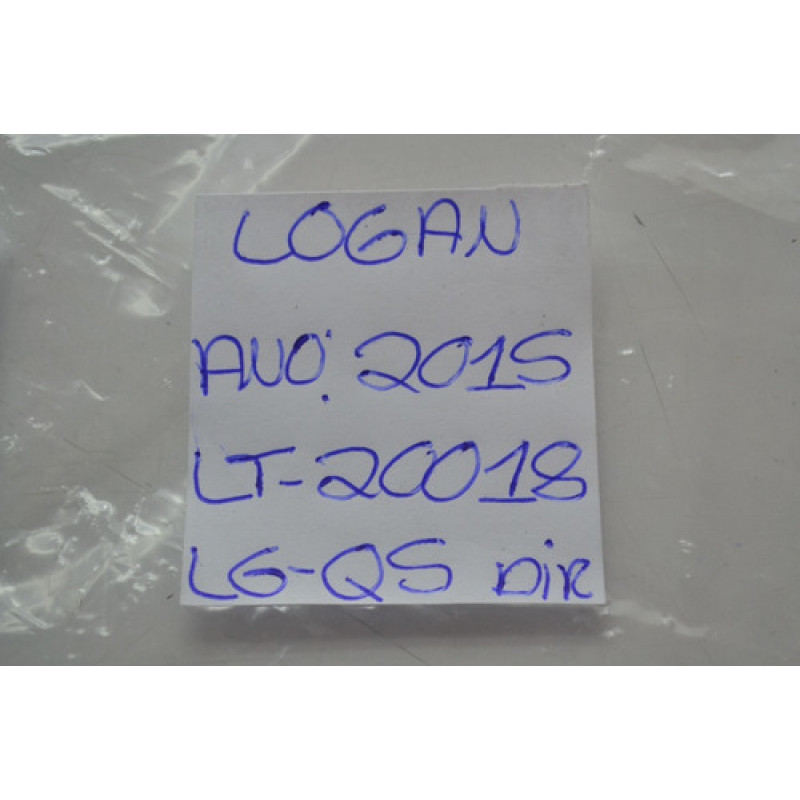 LOGAN
ANO: 2015
LT-20018
LG-QS DIR